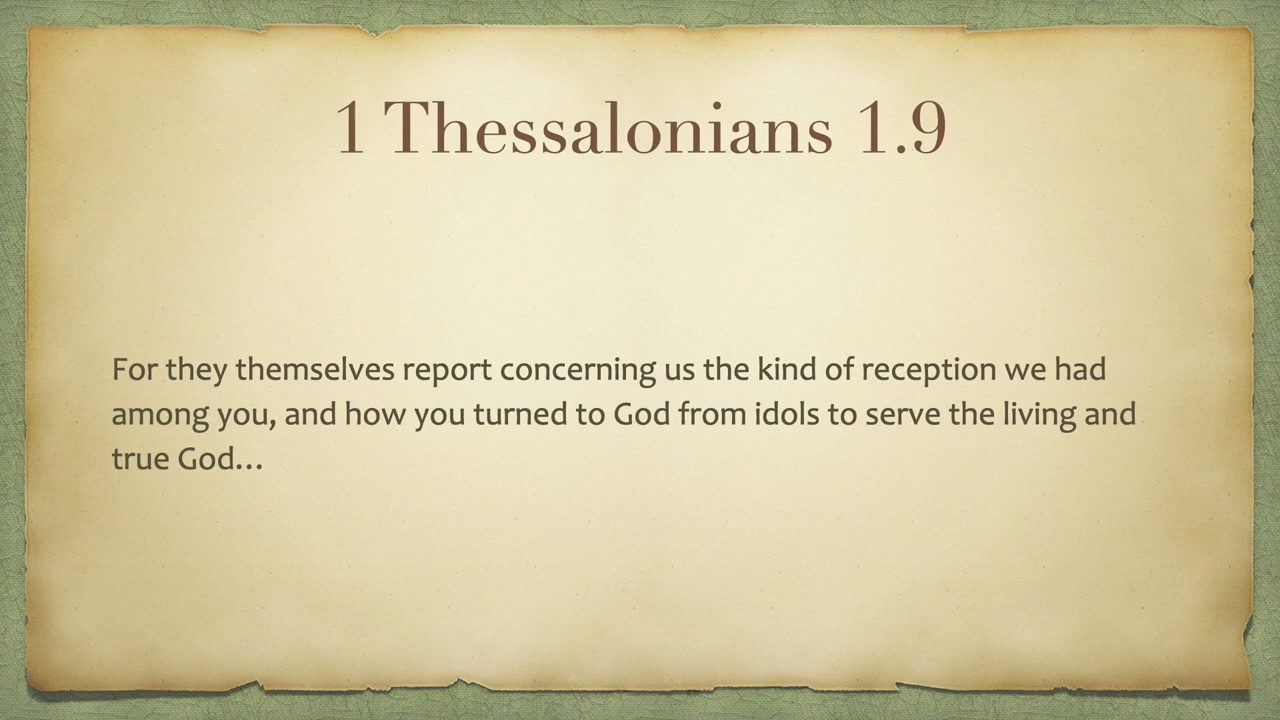 1 Thessalonians 1.9
For they themselves report concerning us the kind of reception we had
among you, and how you turned to God from idols to serve the living and
true God…